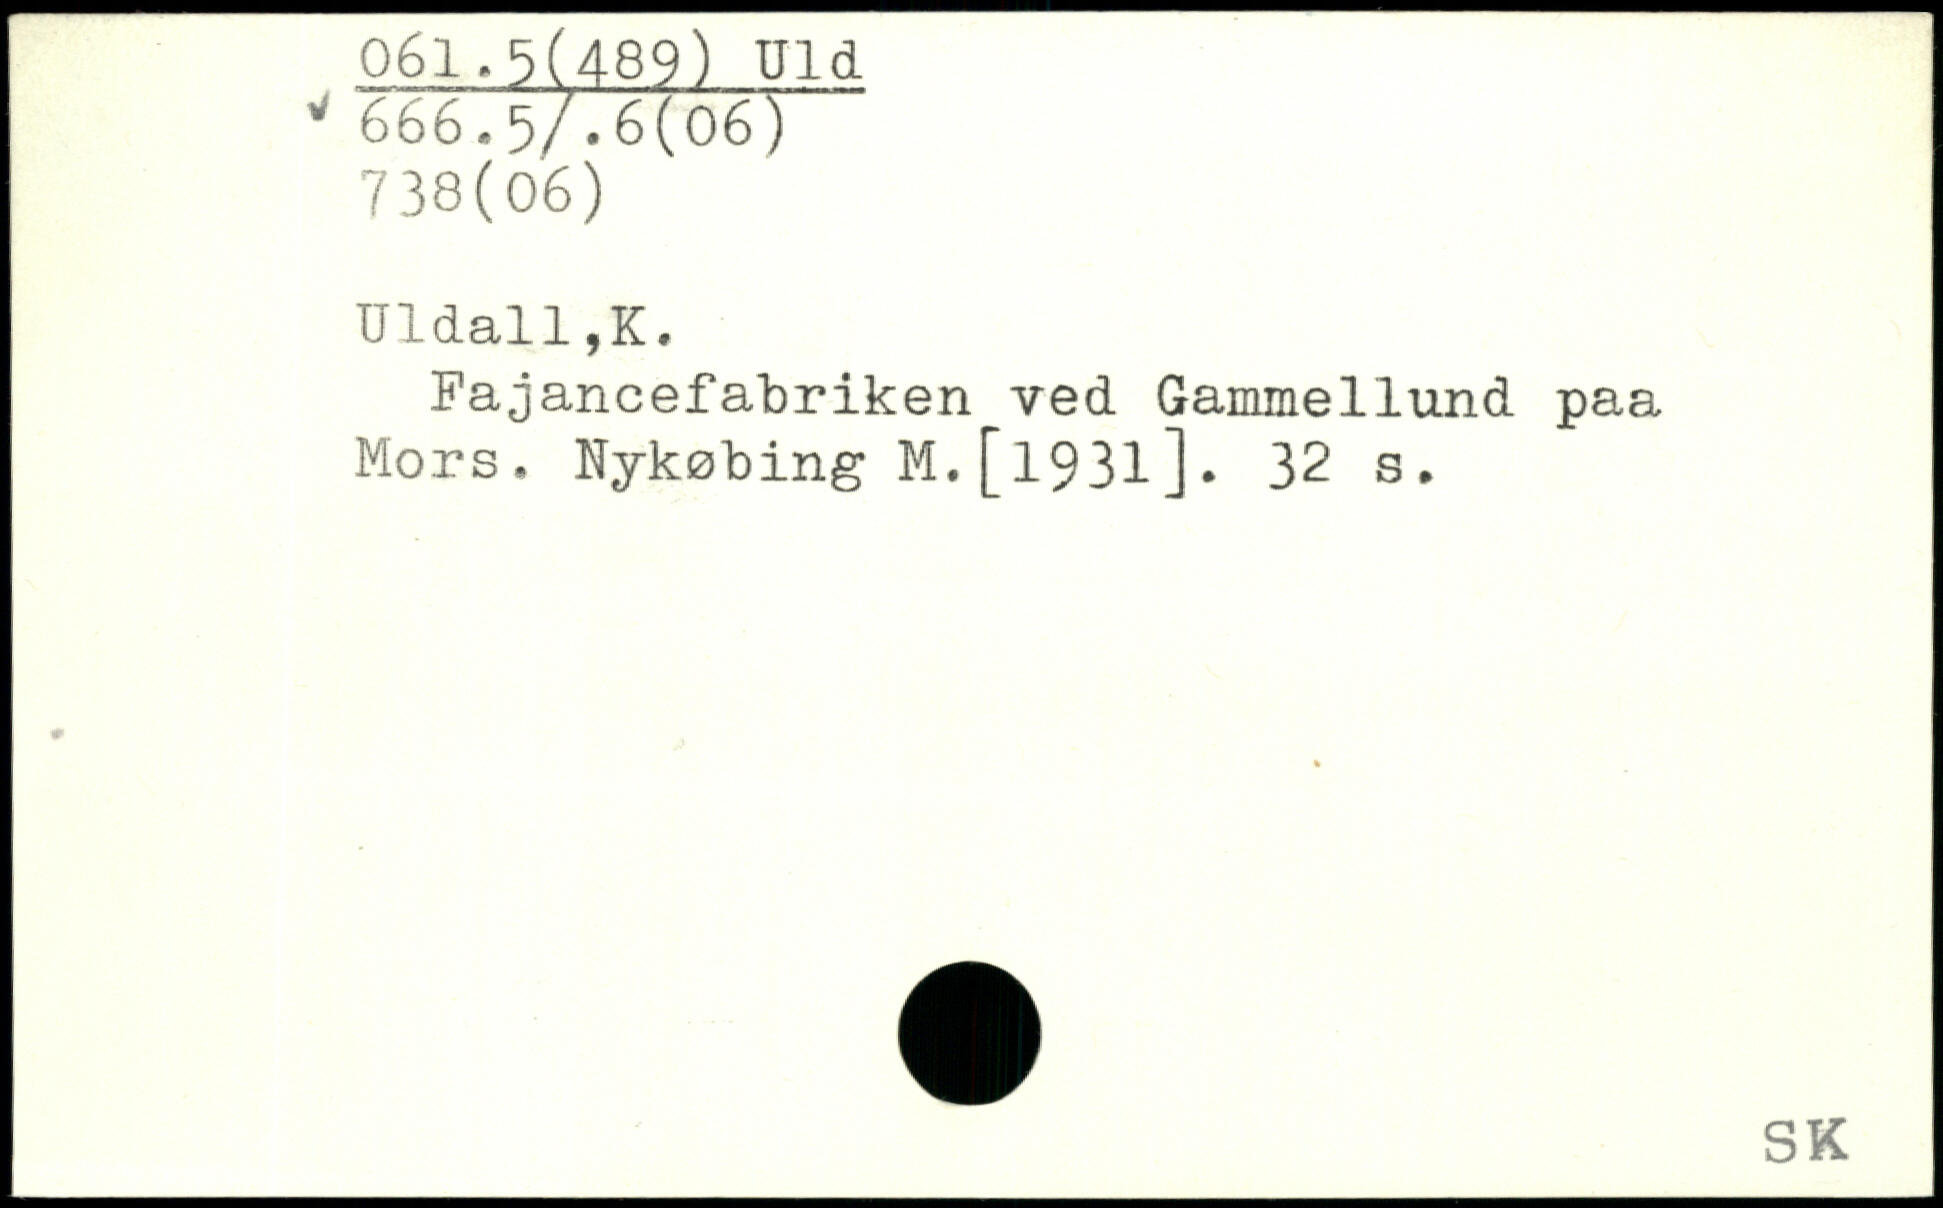 061.5(489) Uld
✓ 666.5/.6(06)
738(06)
Uldall,K.
Fajancefabriken ved Gammellund paa
Mors. Nykøbing M.[1931]. 32 s.
SK